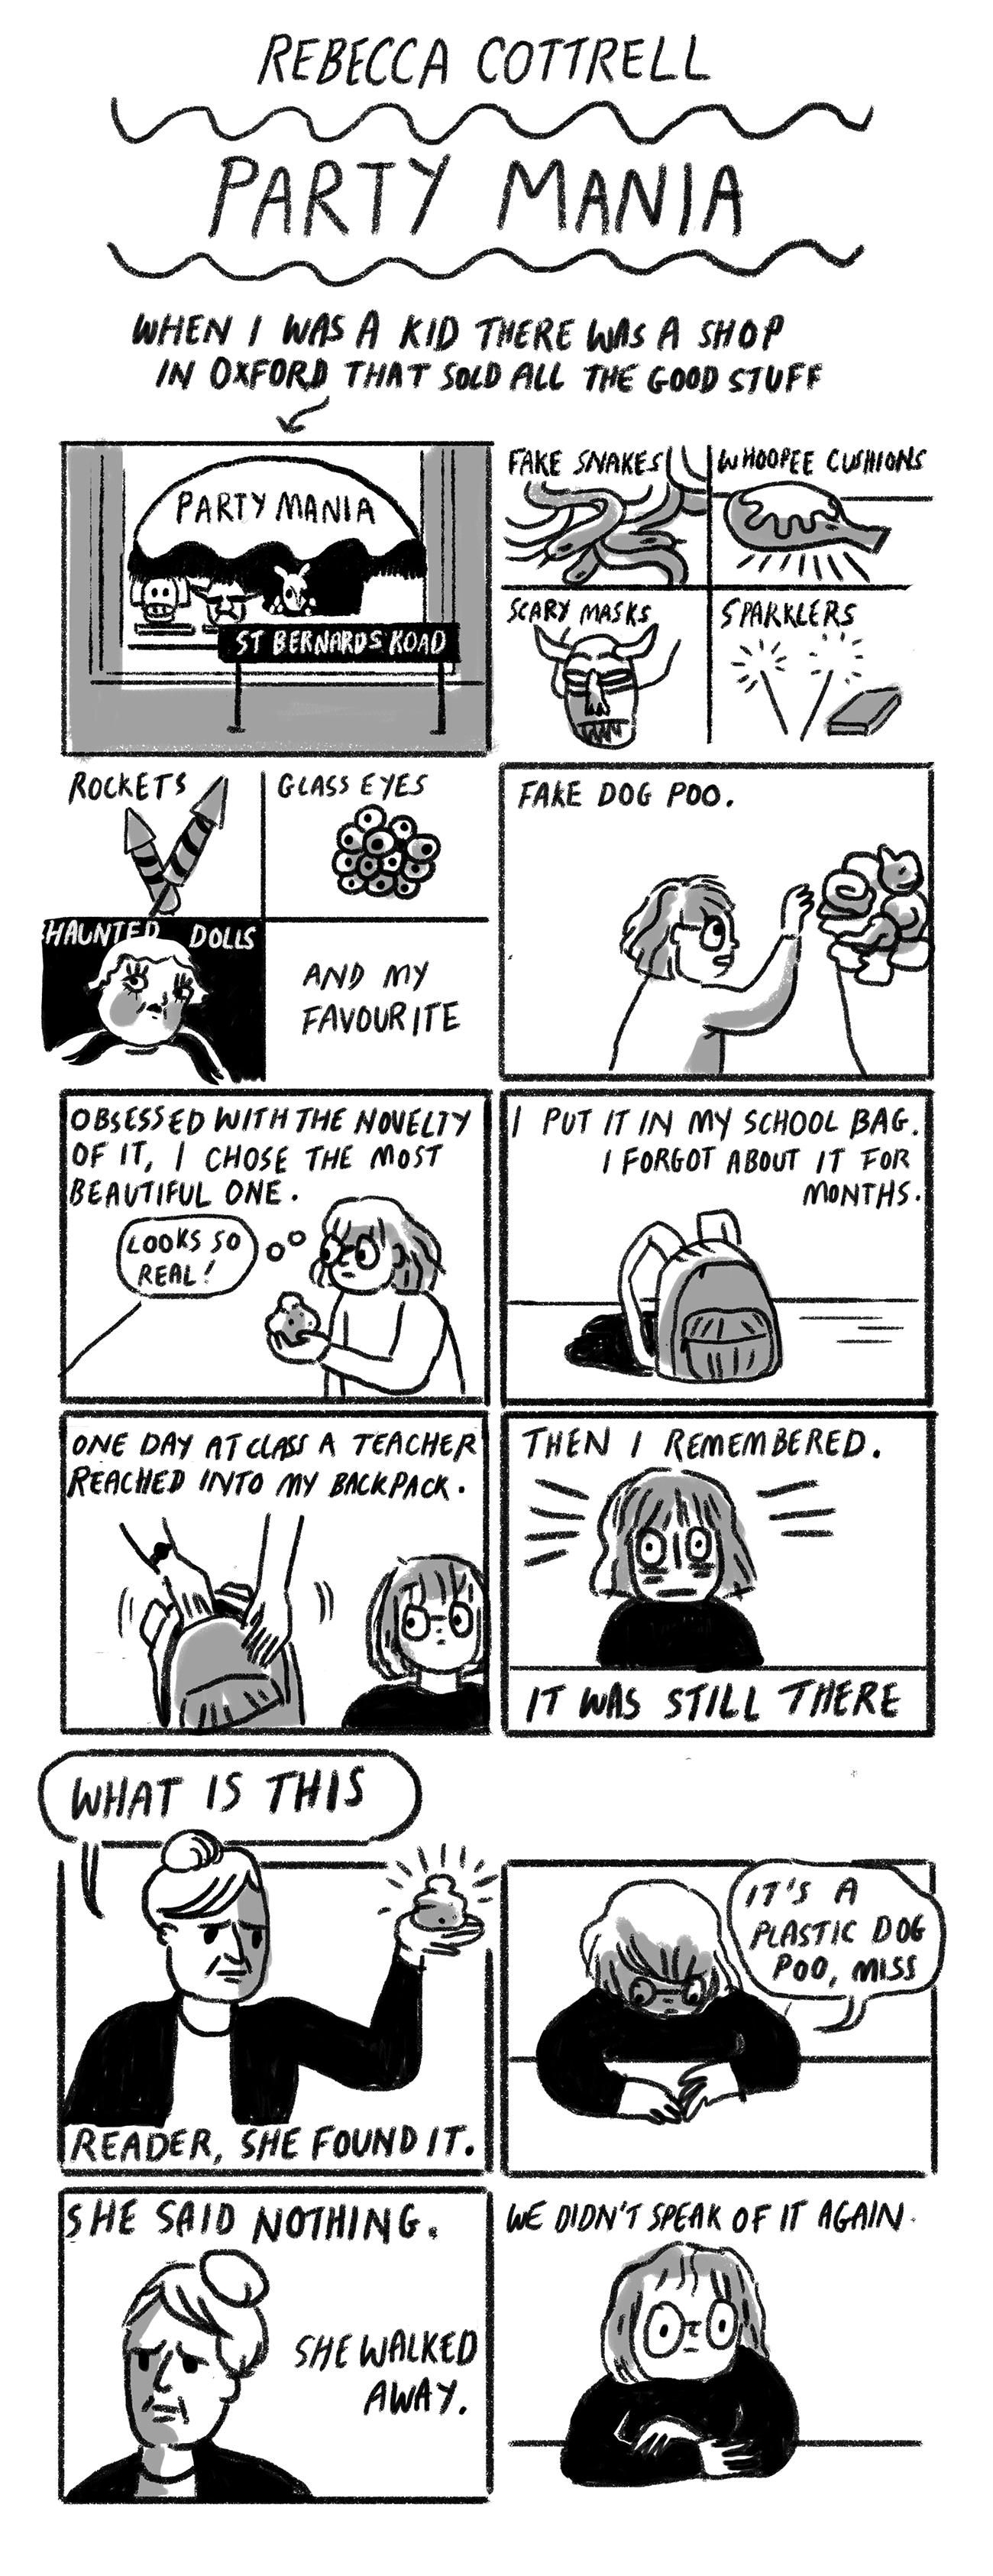 REBECCA COTTRELL
PARTY MANIA
WHEN I WAS A KID THERE WAS A SHOP
IN OXFORD THAT SOLD ALL THE GOOD STUFF
PARTY MANIA
ST BERNARDS ROAD
FAKE SNAKES
WHOOPEE CUSHIONS
SCARY MASKS
SPARKLERS
ROCKETS
GLASS EYES
HAUNTED DOLLS
AND MY
FAVOURITE
FAKE DOG POO.
OBSESSED WITH THE NOVELTY
OF IT, I CHOSE THE MOST
BEAUTIFUL ONE.
LOOKS SO
REAL!
I PUT IT IN MY SCHOOL BAG.
I FORGOT ABOUT IT FOR
MONTHS.
ONE DAY AT CLASS A TEACHER
REACHED INTO MY BACKPACK.
THEN I REMEMBERED.
IT WAS STILL THERE
WHAT IS THIS
READER, SHE FOUND IT.
IT'S A
PLASTIC DOG
POO, MISS
SHE SAID NOTHING.
SHE WALKED
AWAY.
WE DIDN'T SPEAK OF IT AGAIN.